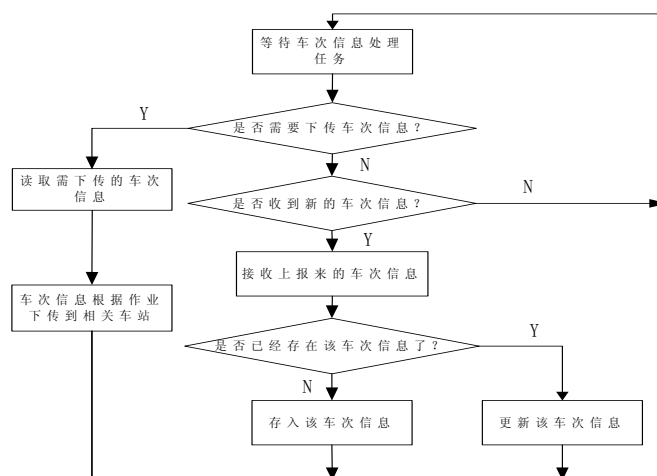 等待车次信息处理
任务
Y
是否需要下传车次信息？
N
读取需下传的车次
信息
是否收到新的车次信息？
N
Y
接收上报来的车次信息
车次信息根据作业
下传到相关车站
是否已经存在该车次信息了？
Y
N
存入该车次信息
更新该车次信息